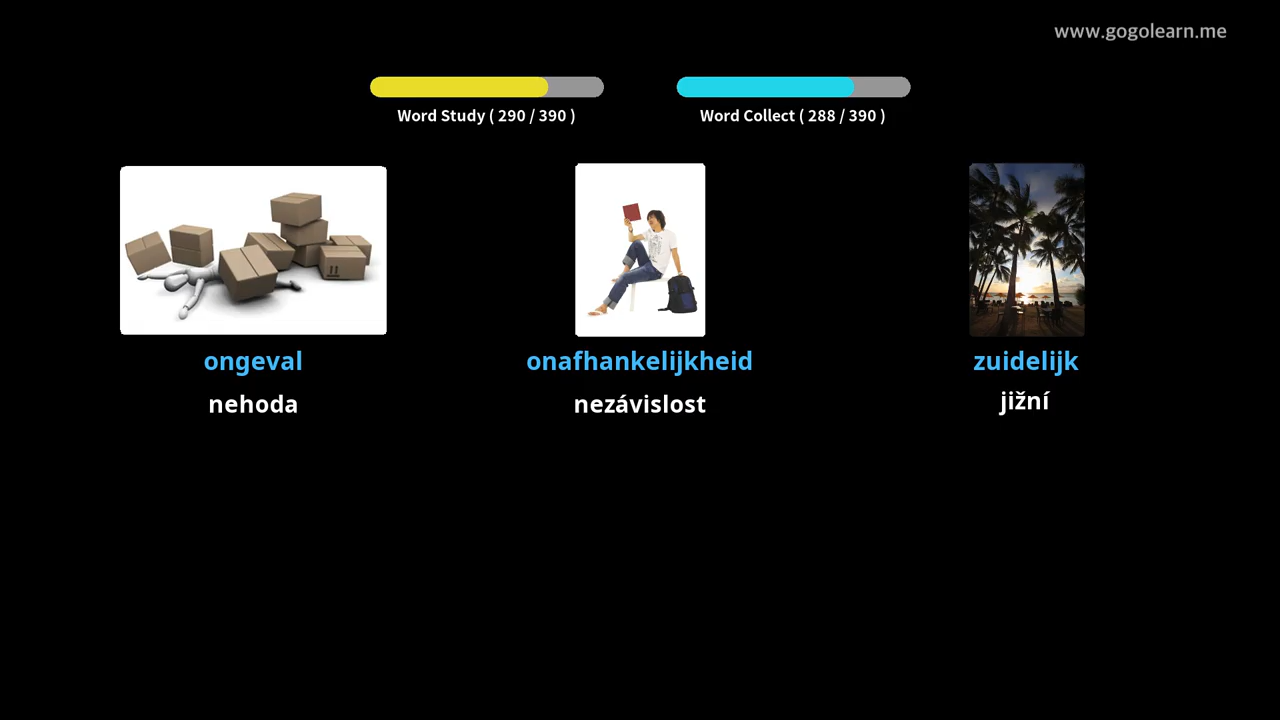 www.gogolearn.me
Word Study ( 290 / 390 )
Word Collect ( 288 / 390 )
ongeval
onafhankelijkheid
zuidelijk
nehoda
nezávislost
jižní